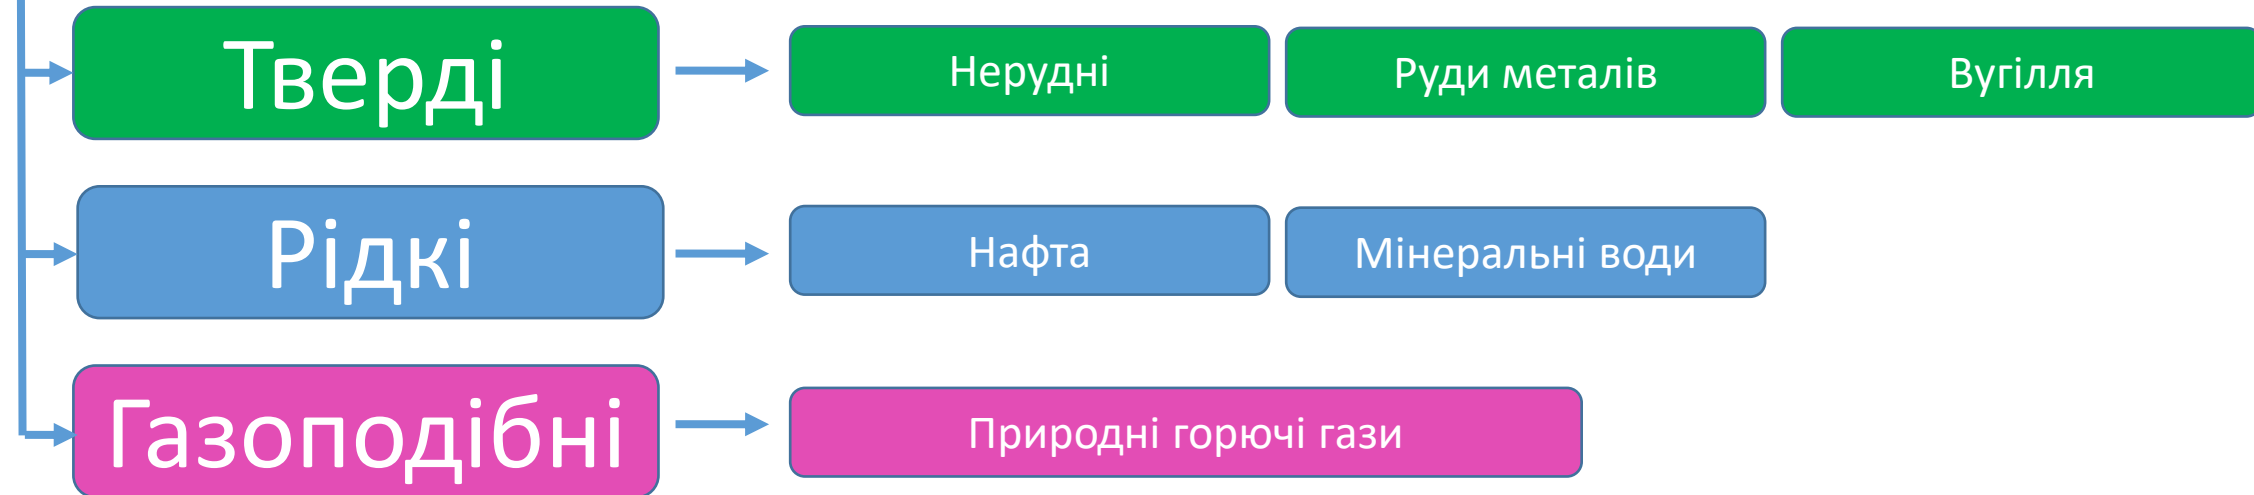 Тверді
Нерудні
Руди металів
Вугілля
Рідкі
Нафта
Мінеральні води
Газоподібні
Природні горючі гази